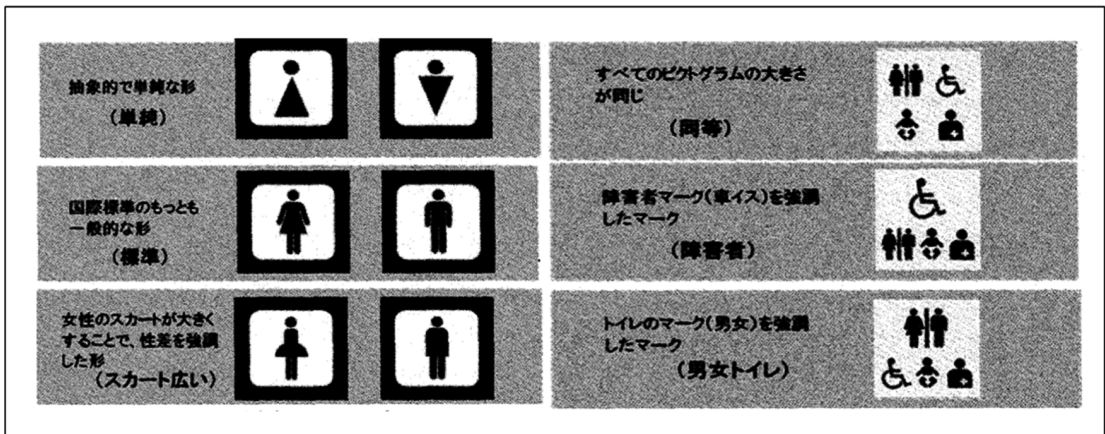 抽象的で単純な形
(単純)
国際標準のもっとも
一般的な形
(標準)
女性のスカートが大きく
することで、性差を強調
した形
(スカート広い)
すべてのピクトグラムの大きさ
が同じ
(同等)
障害者マーク(車イス)を強調
したマーク
(障害者)
トイレのマーク(男女)を強調
したマーク
(男女トイレ)